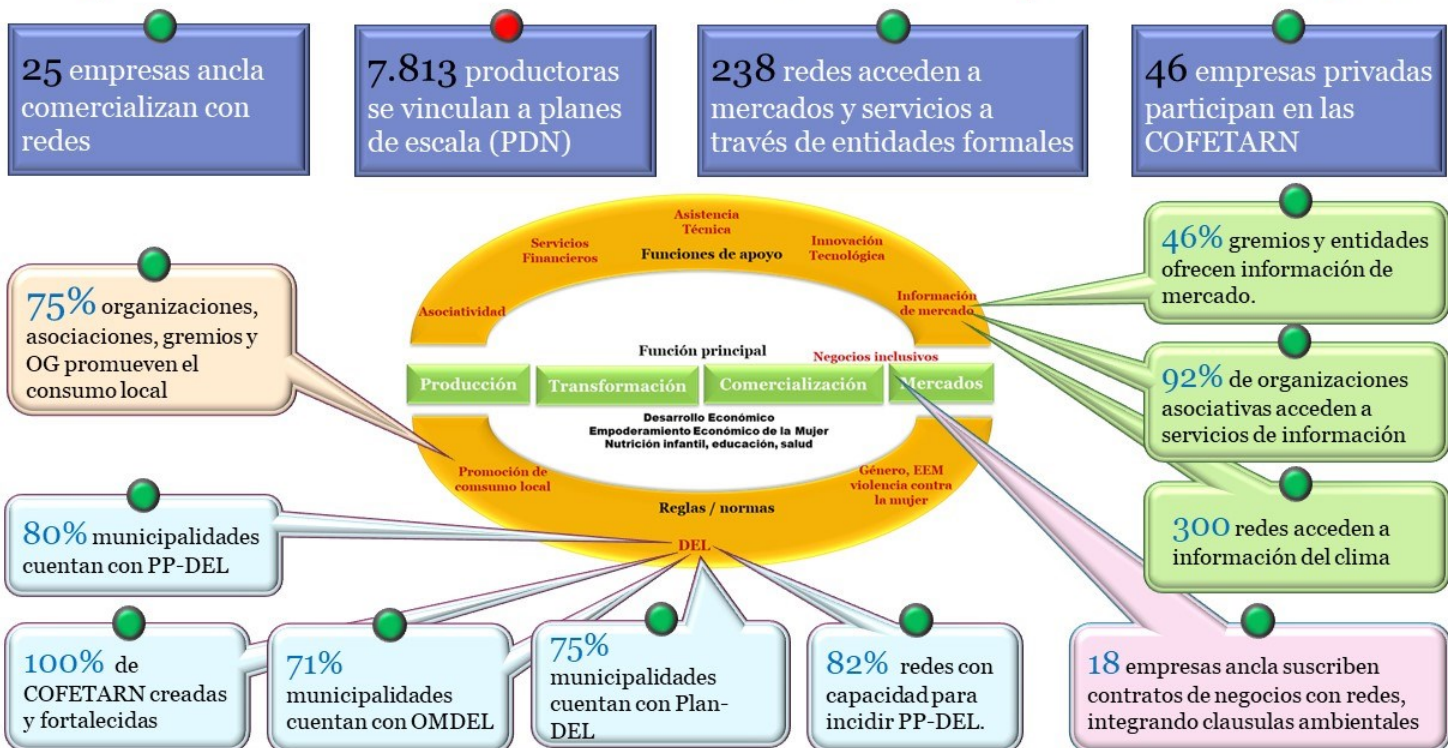 25 empresas ancla
comercializan con
redes
7.813 productoras
se vinculan a planes
de escala (PDN)
238 redes acceden a
mercados y servicios a
través de entidades formales
46 empresas privadas
participan en las
COFETARN
75% organizaciones,
asociaciones, gremios y
OG promueven el
consumo local
Asistencia
Técnica
Servicios
Financieros
Funciones de apoyo
Innovación
Tecnológica
Asociatividad
Información
de mercado
Función principal
Negocios inclusivos
Producción
Transformación
Comercialización
Mercados
Desarrollo Económico
Empoderamiento Económico de la Mujer
Nutrición infantil, educación, salud
Promoción de
consumo local
Género, EEM
violencia contra
la mujer
Reglas / normas
DEL
46% gremios y entidades
ofrecen información de
mercado.
92% de organizaciones
asociativas acceden a
servicios de información
300 redes acceden a
información del clima
80% municipalidades
cuentan con PP-DEL
100% de
COFETARN creadas
y fortalecidas
71%
municipalidades
cuentan con OMDEL
75%
municipalidades
cuentan con Plan-
DEL
82% redes con
capacidad para
incidir PP-DEL.
18 empresas ancla suscriben
contratos de negocios con redes,
integrando clausulas ambientales